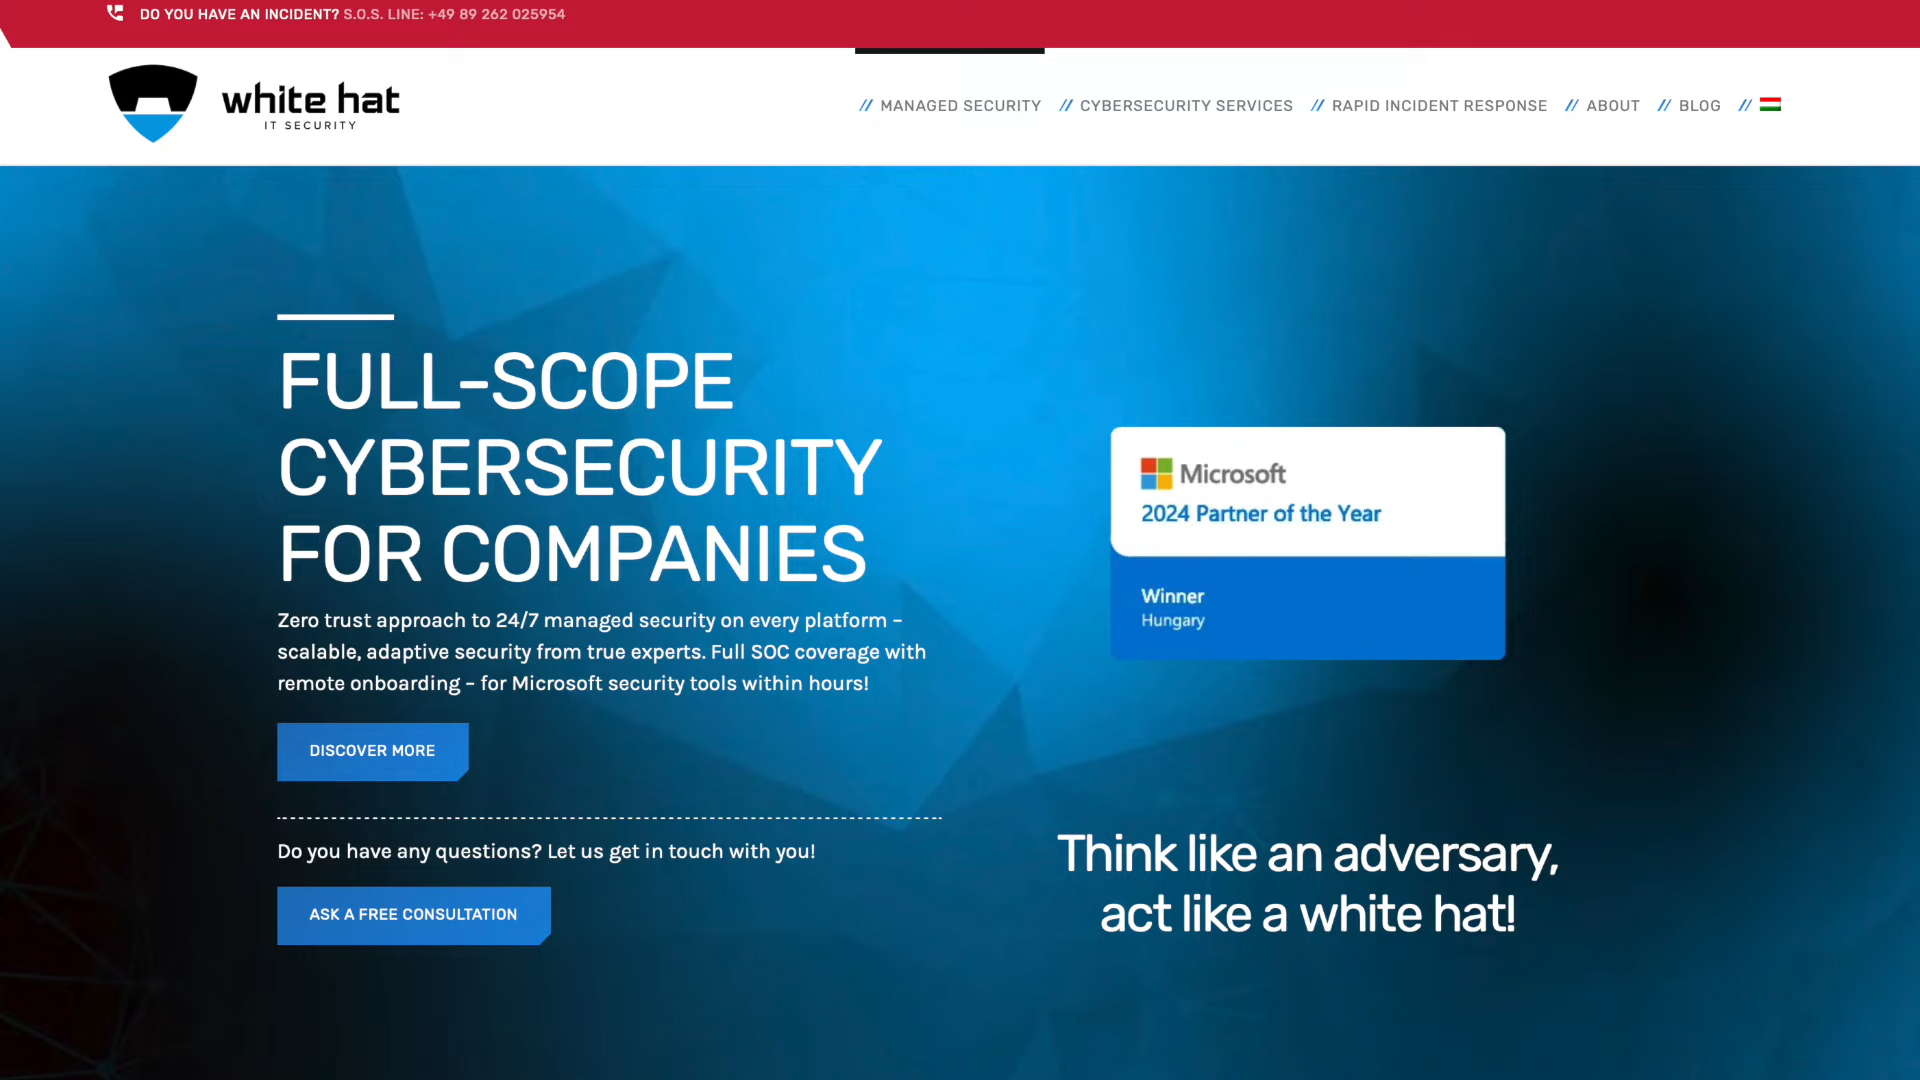 DO YOU HAVE AN INCIDENT? S.O.S. LINE: +49 89 262 025954
white hat
IT SECURITY
// MANAGED SECURITY // CYBERSECURITY SERVICES // RAPID INCIDENT RESPONSE // ABOUT // BLOG //
FULL-SCOPE
CYBERSECURITY
FOR COMPANIES
Zero trust approach to 24/7 managed security on every platform –
scalable, adaptive security from true experts. Full SOC coverage with
remote onboarding – for Microsoft security tools within hours!
DISCOVER MORE
Do you have any questions? Let us get in touch with you!
ASK A FREE CONSULTATION
Microsoft
2024 Partner of the Year
Winner
Hungary
Think like an adversary,
act like a white hat!